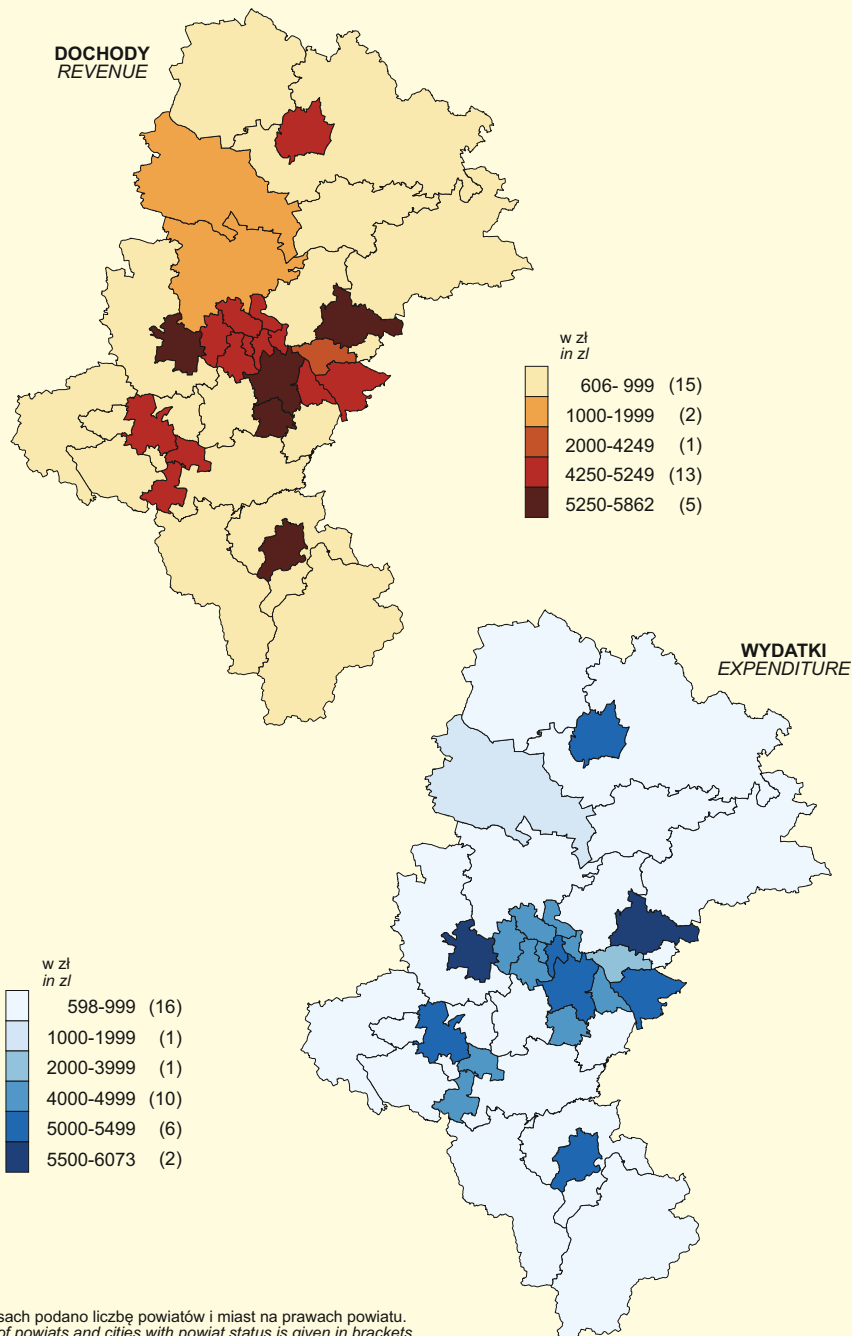 DOCHODY
REVENUE
w zł
in zl
606- 999 (15)
1000-1999 (2)
2000-4249 (1)
4250-5249 (13)
5250-5862 (5)
WYDATKI
EXPENDITURE
w zł
in zl
598-999 (16)
1000-1999 (1)
2000-3999 (1)
4000-4999 (10)
5000-5499 (6)
5500-6073 (2)
podano liczbę powiatów i miast na prawach powiatu.
of powiats and cities with powiat status is given in brackets